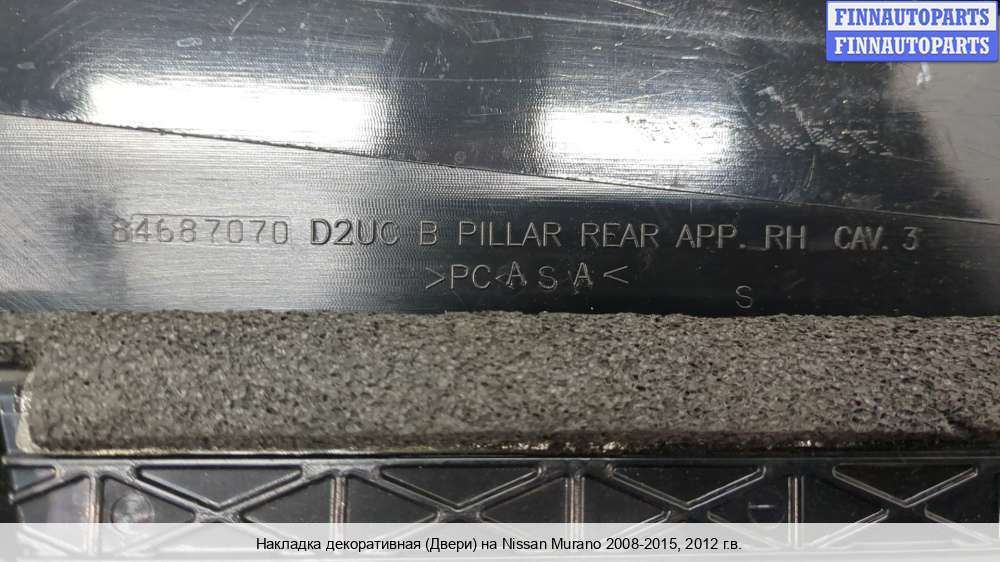 FINNAUTOPARTS
FINNAUTOPARTS
84687070 D2UC B PILLAR REAR APP. RH CAV. 3
>PC ASA<
S
Накладка декоративная (Двери) на Nissan Murano 2008-2015, 2012 г.в.